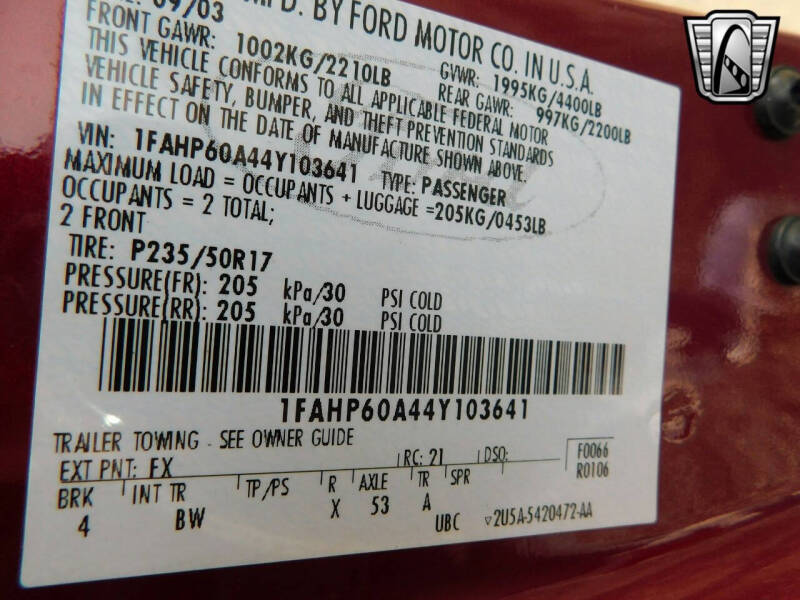 09/03 MFD. BY FORD MOTOR CO. IN U.S.A.
FRONT GAWR: 1002KG/2210LB GVWR: 1995KG/4400LB
REAR GAWR: 997KG/2200LB
THIS VEHICLE CONFORMS TO ALL APPLICABLE FEDERAL MOTOR
VEHICLE SAFETY, BUMPER, AND THEFT PREVENTION STANDARDS
IN EFFECT ON THE DATE OF MANUFACTURE SHOWN ABOVE.
VIN: 1FAHP60A44Y103641 TYPE: PASSENGER
MAXIMUM LOAD = OCCUPANTS + LUGGAGE =205KG/0453LB
OCCUPANTS = 2 TOTAL;
2 FRONT
TIRE: P235/50R17
PRESSURE(FR): 205 kPa/30 PSI COLD
PRESSURE(RR): 205 kPa/30 PSI COLD
1FAHP60A44Y103641
TRAILER TOWING - SEE OWNER GUIDE
EXT PNT: FX RC: 21 DSO: F0066
R0106
BRK INT TR TP/PS R AXLE TR SPR
4 BW X 53 A
UBC 2U5A-5420472-AA